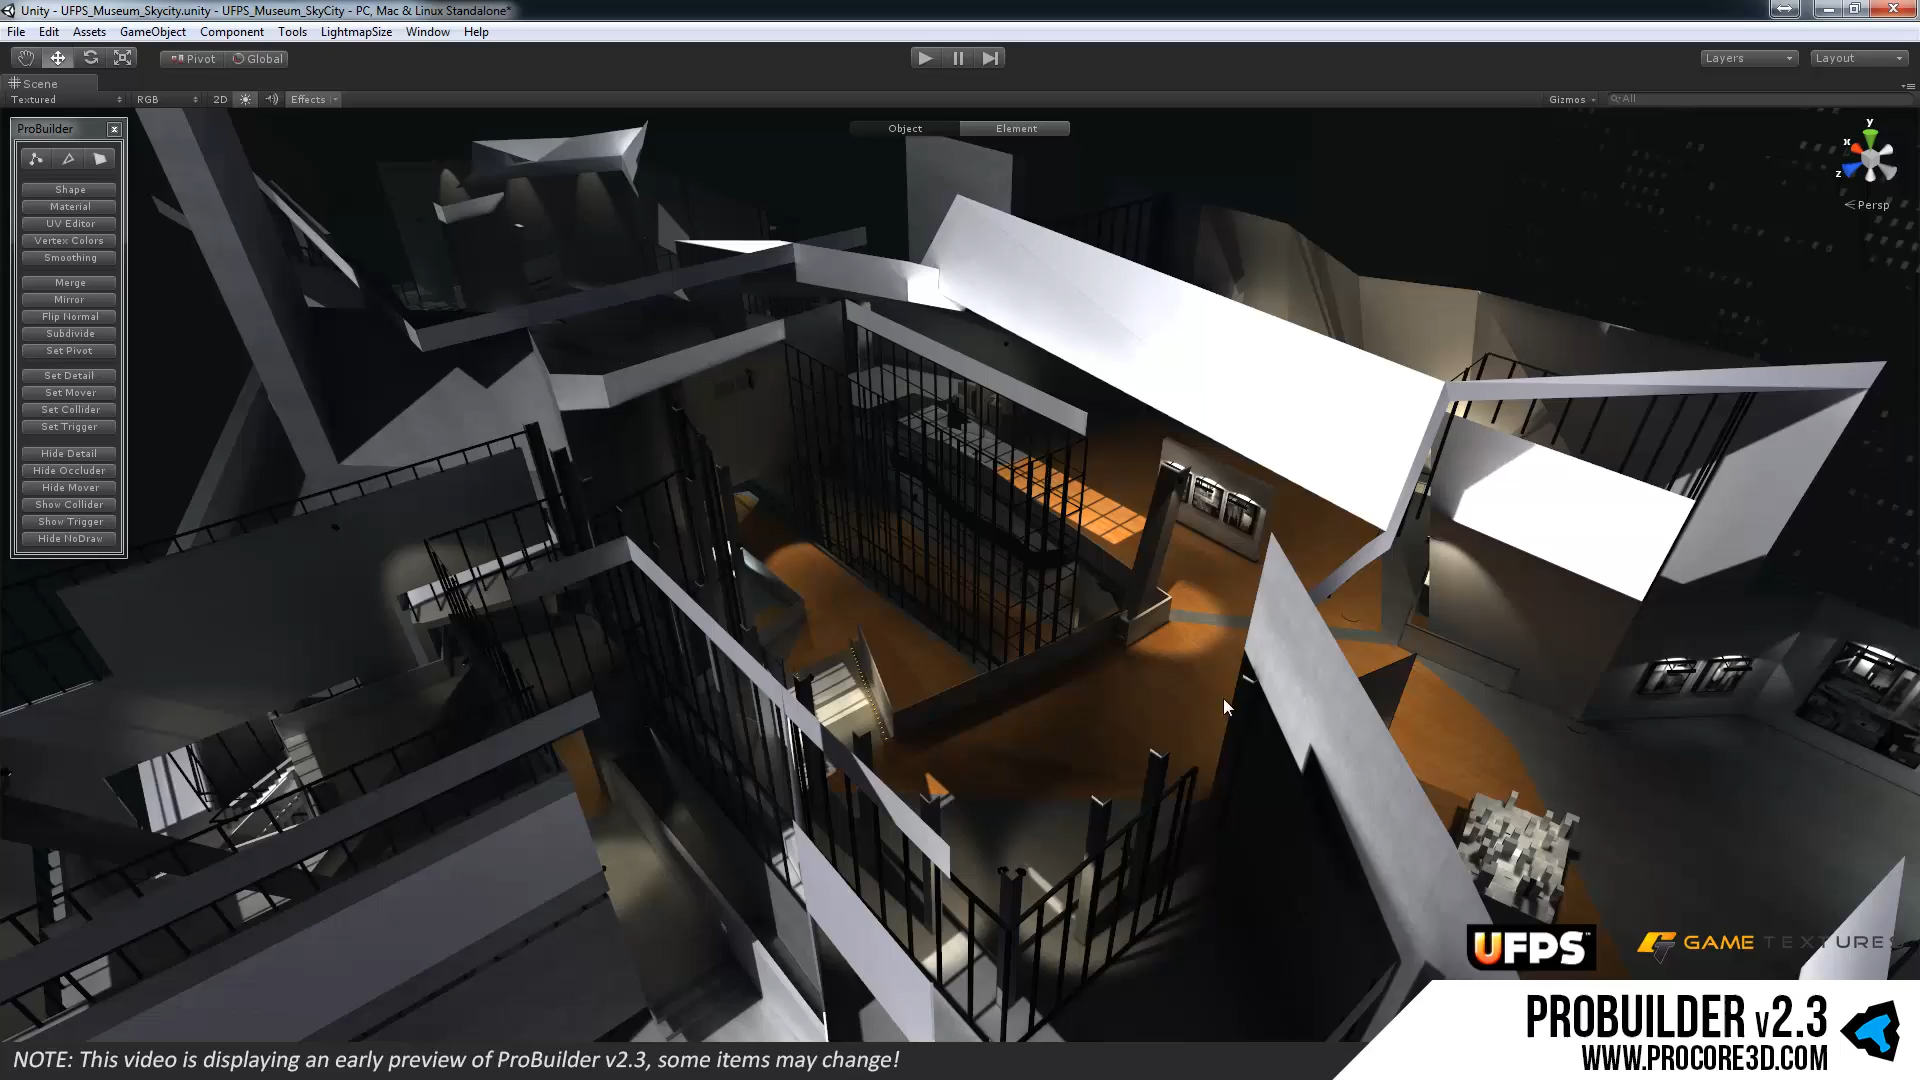 Unity - UFPS_Museum_Skycity.unity - UFPS_Museum_SkyCity - PC, Mac & Linux Standalone*
File Edit Assets GameObject Component Tools LightmapSize Window Help
Pivot Global Layers Layout
Scene
Textured RGB 2D Effects Gizmos All
ProBuilder
Object Element
y
x
z
Persp
Shape
Material
UV Editor
Vertex Colors
Smoothing
Merge
Mirror
Flip Normal
Subdivide
Set Pivot
Set Detail
Set Mover
Set Collider
Set Trigger
Hide Detail
Hide Occluder
Hide Mover
Show Collider
Show Trigger
Hide NoDraw
UFPS™ GAME TEXTURES
PROBUILDER v2.3
WWW.PROCORE3D.COM
NOTE: This video is displaying an early preview of ProBuilder v2.3, some items may change!